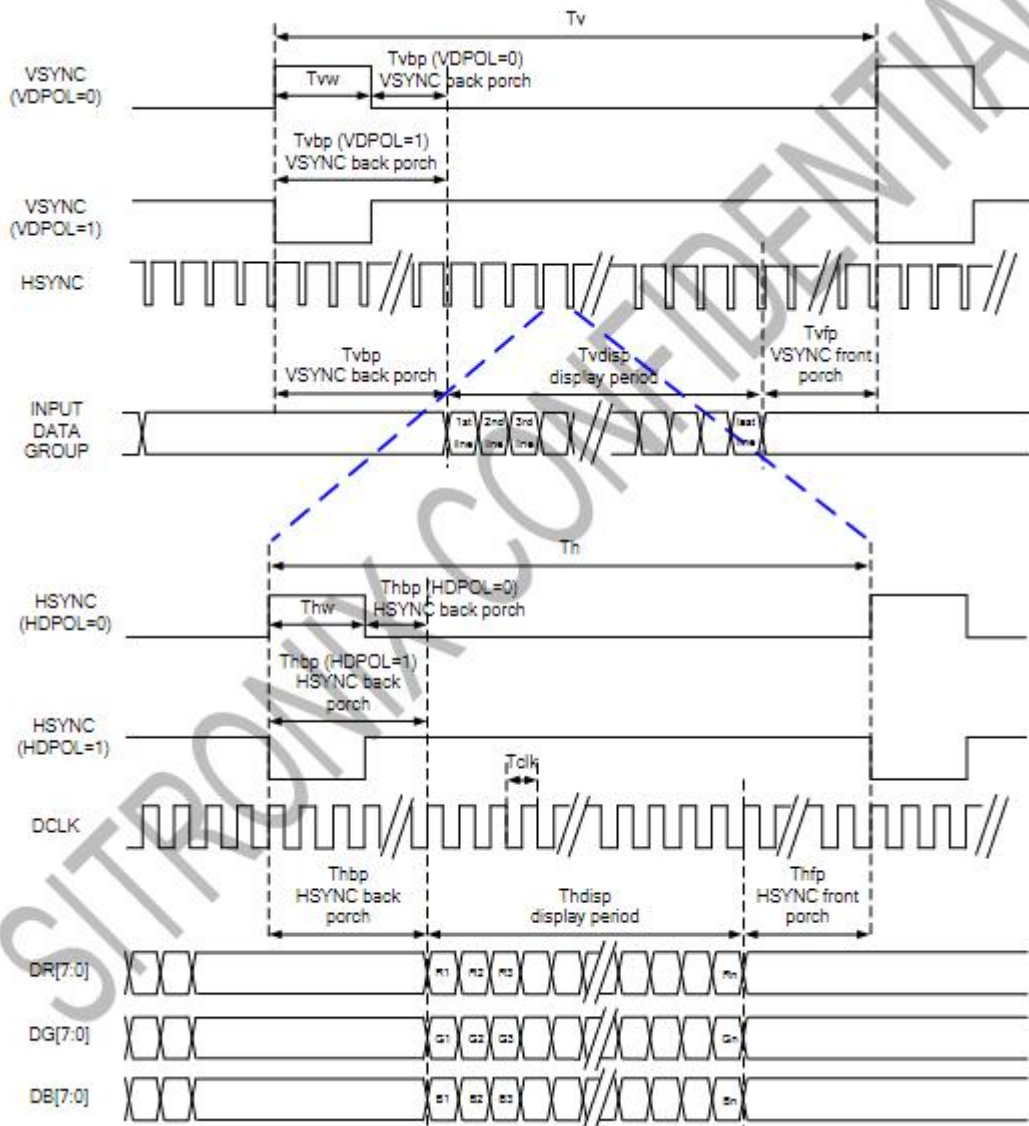 SITRONIX CONFIDENTIAL
Tv
VSYNC
(VDPOL=0)
Tvw
Tvbp (VDPOL=0)
VSYNC back porch
Tvbp (VDPOL=1)
VSYNC back porch
VSYNC
(VDPOL=1)
HSYNC
Tvbp
VSYNC back porch
Tvdisp
display period
Tvfp
VSYNC front
porch
INPUT
DATA
GROUP
1st
line
2nd
line
3rd
line
last
line
Th
HSYNC
(HDPOL=0)
Thw
Thbp (HDPOL=0)
HSYNC back porch
Thbp (HDPOL=1)
HSYNC back
porch
HSYNC
(HDPOL=1)
Tclk
DCLK
Thbp
HSYNC back
porch
Thdisp
display period
Thfp
HSYNC front
porch
DR[7:0]
R1 R2 R3 Rn
DG[7:0]
G1 G2 G3 Gn
DB[7:0]
B1 B2 B3 Bn